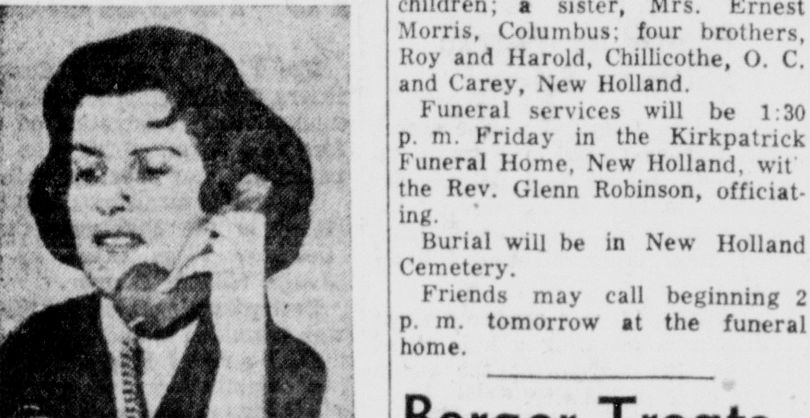 children; a sister, Mrs. Ernest
Morris, Columbus; four brothers,
Roy and Harold, Chillicothe, O. C.
and Carey, New Holland.
Funeral services will be 1:30
p. m. Friday in the Kirkpatrick
Funeral Home, New Holland, wit
the Rev. Glenn Robinson, officiat-
ing.
Burial will be in New Holland
Cemetery.
Friends may call beginning 2
p. m. tomorrow at the funeral
home.
Berger Treats